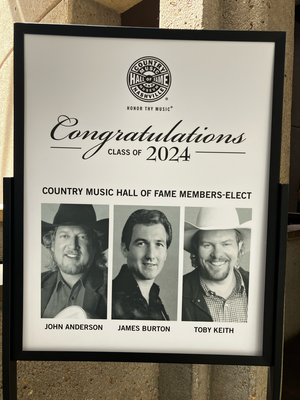 COUNTRY
MUSIC
HALL OF FAME
NASHVILLE
HONOR THY MUSIC®
Congratulations
CLASS OF 2024
COUNTRY MUSIC HALL OF FAME MEMBERS-ELECT
JOHN ANDERSON JAMES BURTON TOBY KEITH